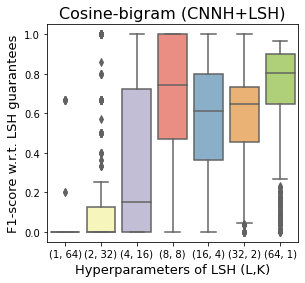 Cosine-bigram (CNNH+LSH)
F1-score w.r.t. LSH guarantees
1.0
0.8
0.6
0.4
0.2
0.0
(1, 64) (2, 32) (4, 16) (8, 8) (16, 4) (32, 2) (64, 1)
Hyperparameters of LSH (L,K)